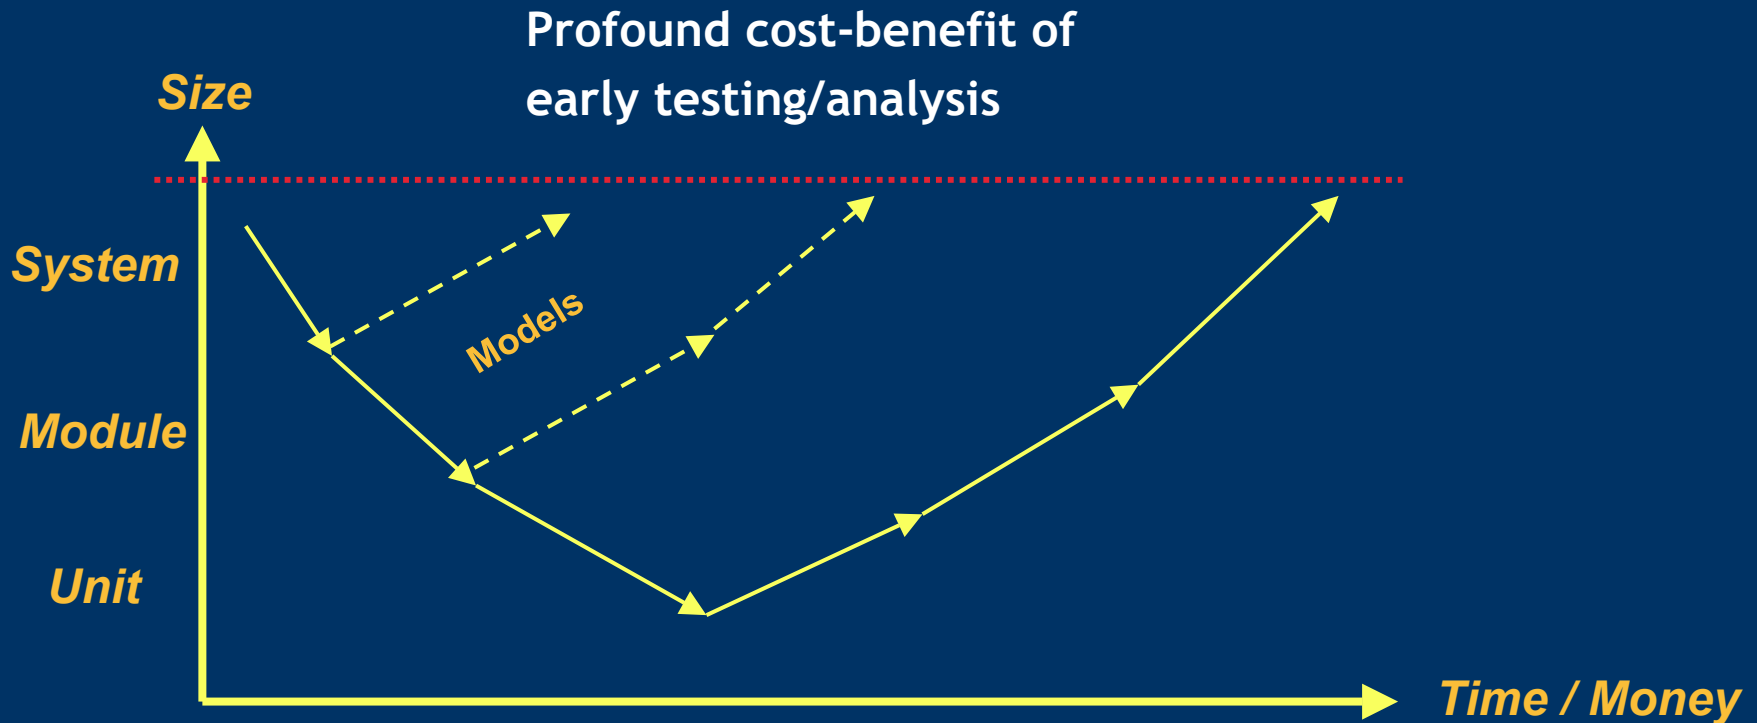 Profound cost-benefit of
early testing/analysis
Size
System
Models
Module
Unit
Time / Money